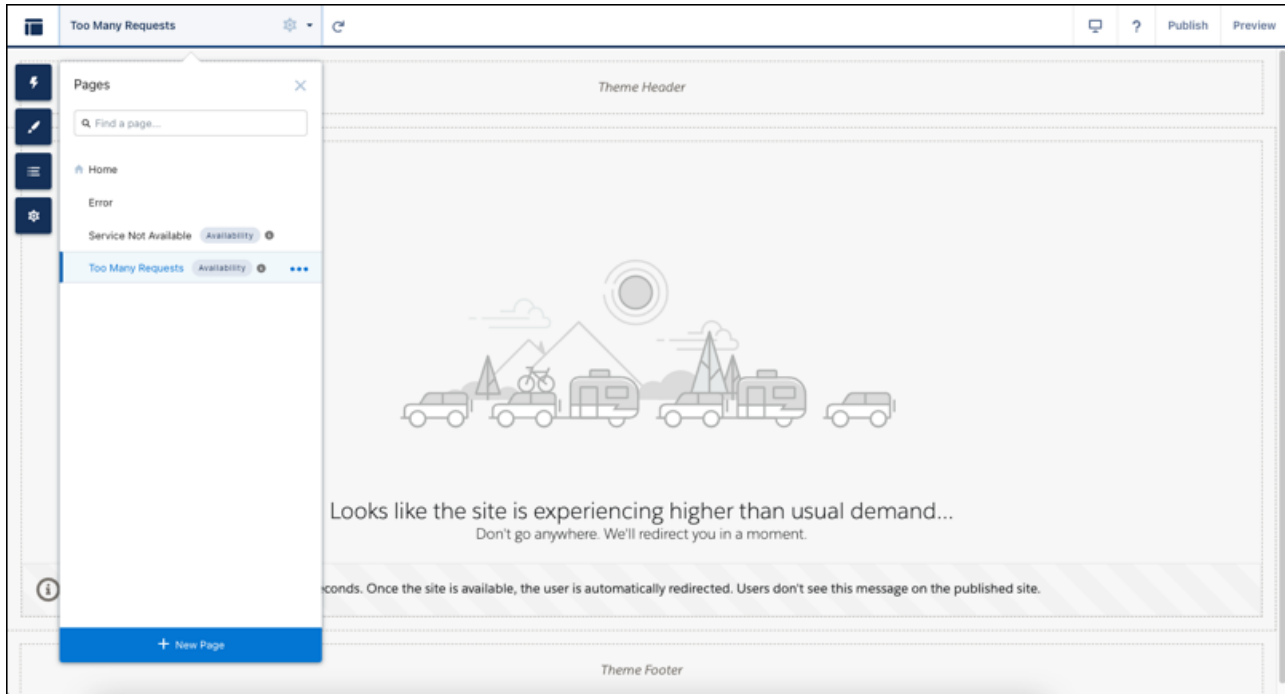 Too Many Requests
?
Publish
Preview
Pages
Find a page...
Home
Error
Service Not Available Availability
Too Many Requests Availability
+ New Page
Theme Header
Looks like the site is experiencing higher than usual demand...
Don't go anywhere. We'll redirect you in a moment.
Once the site is available, the user is automatically redirected. Users don't see this message on the published site.
Theme Footer